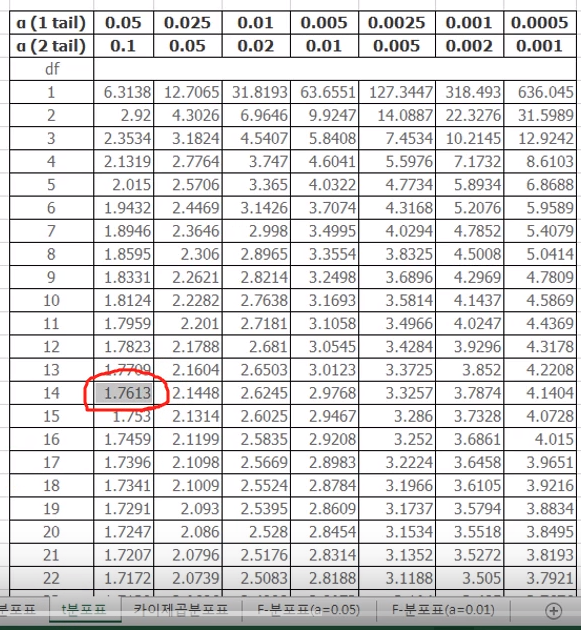 α (1 tail) 0.05 0.025 0.01 0.005 0.0025 0.001 0.0005
α (2 tail) 0.1 0.05 0.02 0.01 0.005 0.002 0.001
df
1 6.3138 12.7065 31.8193 63.6551 127.3447 318.493 636.045
2 2.92 4.3026 6.9646 9.9247 14.0887 22.3276 31.5989
3 2.3534 3.1824 4.5407 5.8408 7.4534 10.2145 12.9242
4 2.1319 2.7764 3.747 4.6041 5.5976 7.1732 8.6103
5 2.015 2.5706 3.365 4.0322 4.7734 5.8934 6.8688
6 1.9432 2.4469 3.1426 3.7074 4.3168 5.2076 5.9589
7 1.8946 2.3646 2.998 3.4995 4.0294 4.7852 5.4079
8 1.8595 2.306 2.8965 3.3554 3.8325 4.5008 5.0414
9 1.8331 2.2621 2.8214 3.2498 3.6896 4.2969 4.7809
10 1.8124 2.2282 2.7638 3.1693 3.5814 4.1437 4.5869
11 1.7959 2.201 2.7181 3.1058 3.4966 4.0247 4.4369
12 1.7823 2.1788 2.681 3.0545 3.4284 3.9296 4.3178
13 1.7709 2.1604 2.6503 3.0123 3.3725 3.852 4.2208
14 1.7613 2.1448 2.6245 2.9768 3.3257 3.7874 4.1404
15 1.753 2.1314 2.6025 2.9467 3.286 3.7328 4.0728
16 1.7459 2.1199 2.5835 2.9208 3.252 3.6861 4.015
17 1.7396 2.1098 2.5669 2.8983 3.2224 3.6458 3.9651
18 1.7341 2.1009 2.5524 2.8784 3.1966 3.6105 3.9216
19 1.7291 2.093 2.5395 2.8609 3.1737 3.5794 3.8834
20 1.7247 2.086 2.528 2.8454 3.1534 3.5518 3.8495
21 1.7207 2.0796 2.5176 2.8314 3.1352 3.5272 3.8193
22 1.7172 2.0739 2.5083 2.8188 3.1188 3.505 3.7921
분포표 t분포표 카이제곱분포표 F-분포표(a=0.05) F-분포표(a=0.01)